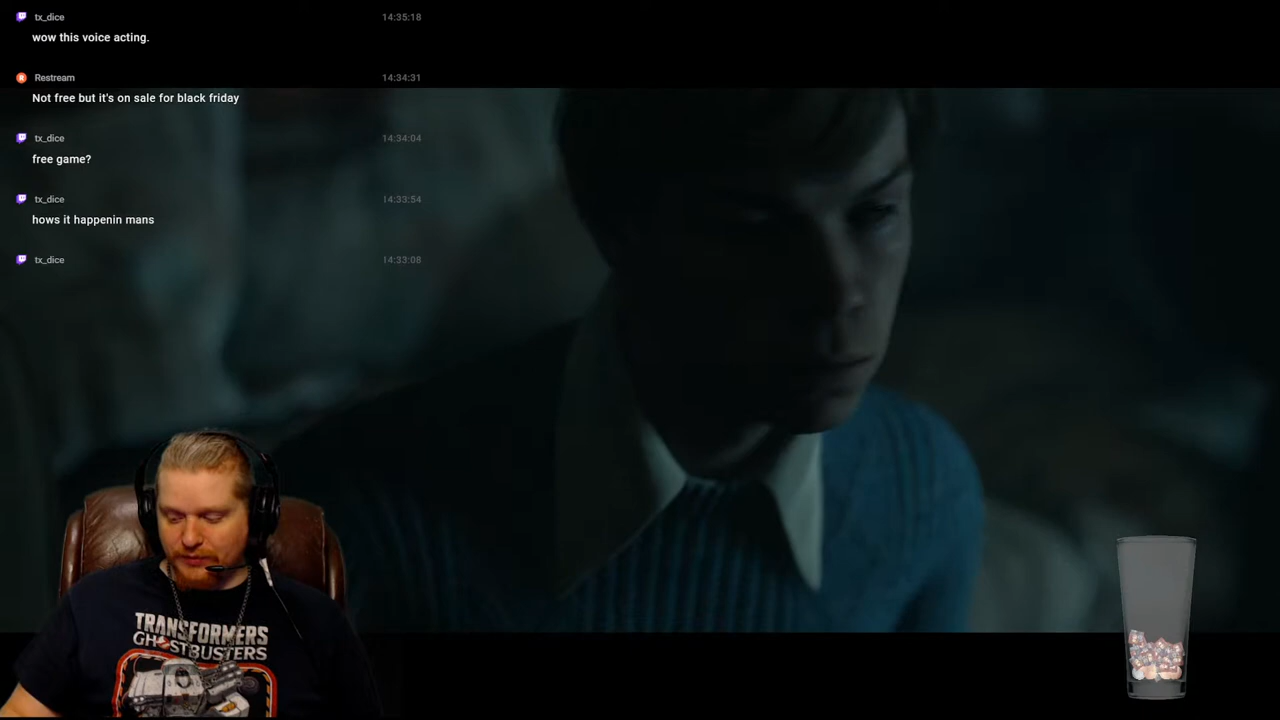 tx_dice 14:35:18
wow this voice acting.
Restream 14:34:31
Not free but it's on sale for black friday
tx_dice 14:34:04
free game?
tx_dice 14:33:54
hows it happenin mans
tx_dice 14:33:08
TRANSFORMERS
GHOSTBUSTERS